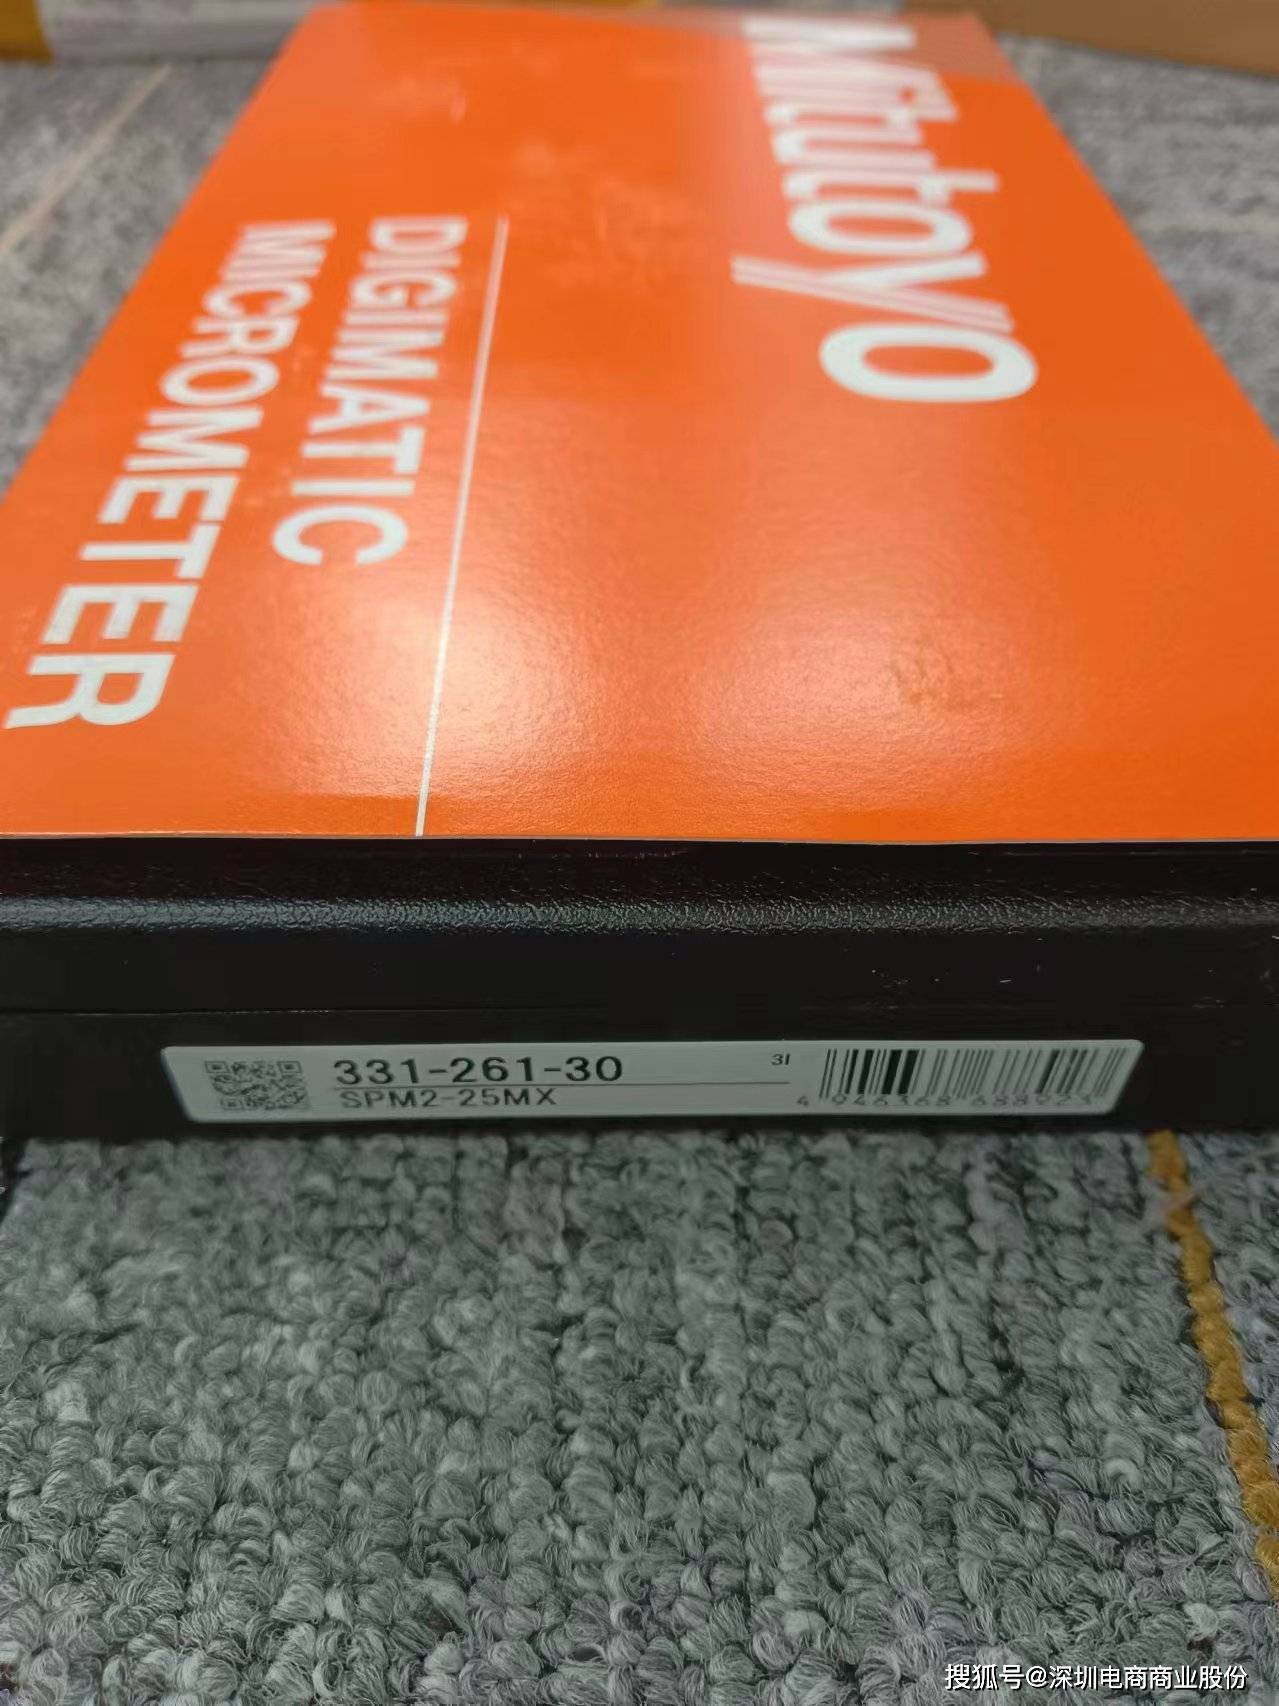 Mitutoyo
DIGIMATIC
MICROMETER
331-261-30
SPM2-25MX
3I
搜狐号@深圳电商商业股份